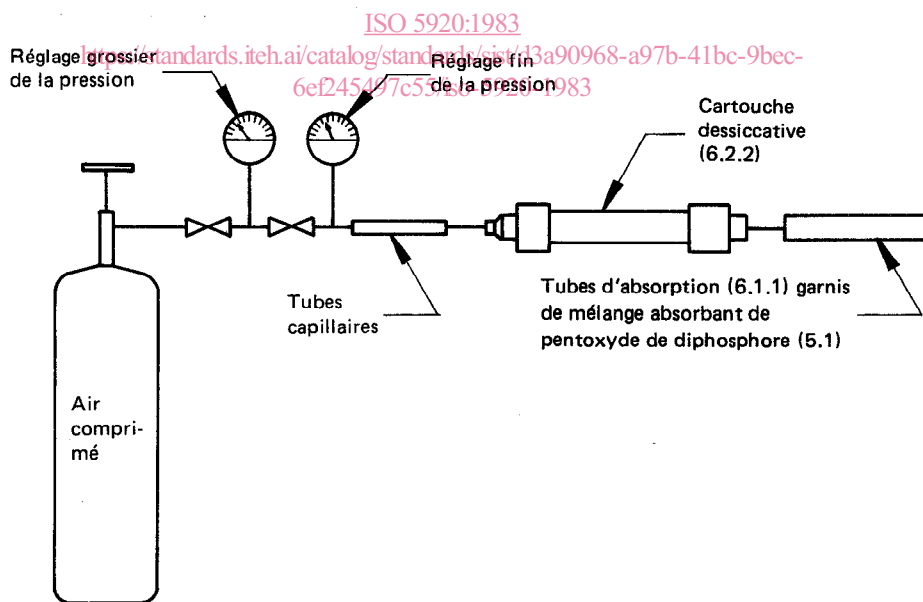 ISO 5920:1983
https://standards.iteh.ai/catalog/standards/sist/d3a90968-a97b-41bc-9bec-
6ef245497c55/iso-5920-1983
Réglage grossier
de la pression
Réglage fin
de la pression
Cartouche
dessiccative
(6.2.2)
Tubes
capillaires
Tubes d'absorption (6.1.1) garnis
de mélange absorbant de
pentoxyde de diphosphore (5.1)
Air
compri-
mé